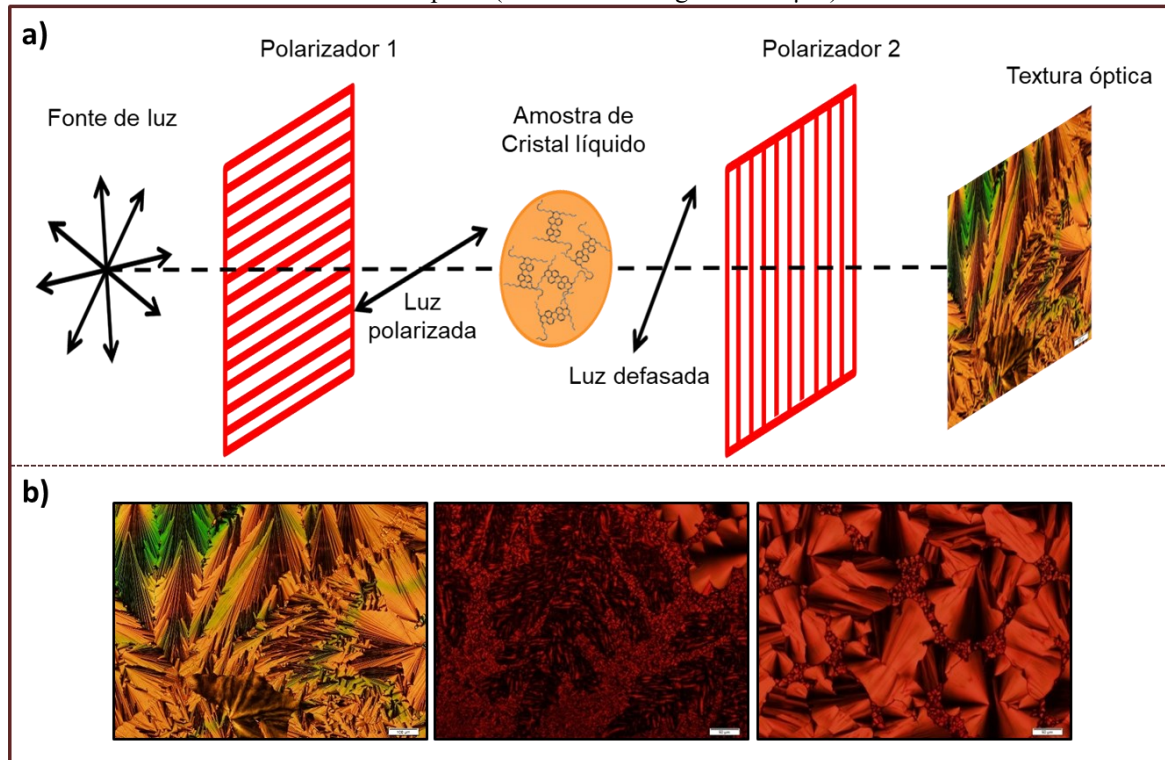 a)
Polarizador 1
Polarizador 2
Textura óptica
Fonte de luz
Amostra de
Cristal líquido
Luz
polarizada
Luz defasada
b)